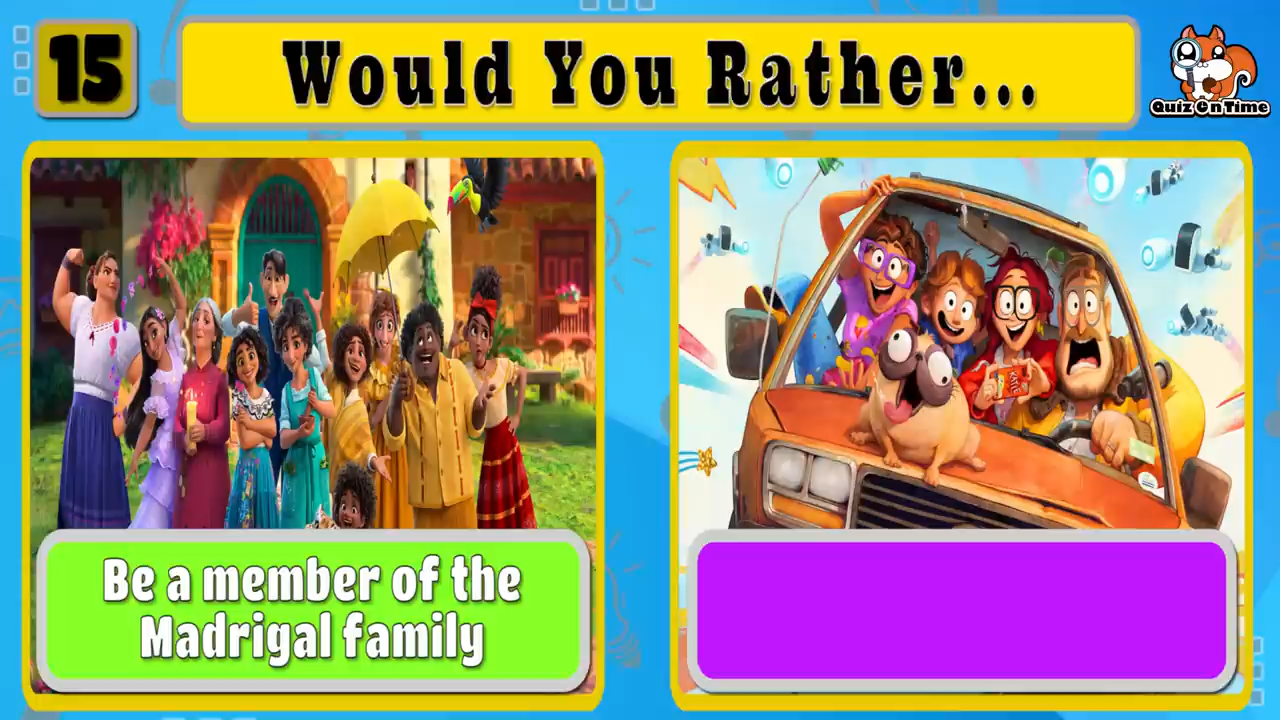 15
Would You Rather...
Quiz On Time
Be a member of the
Madrigal family